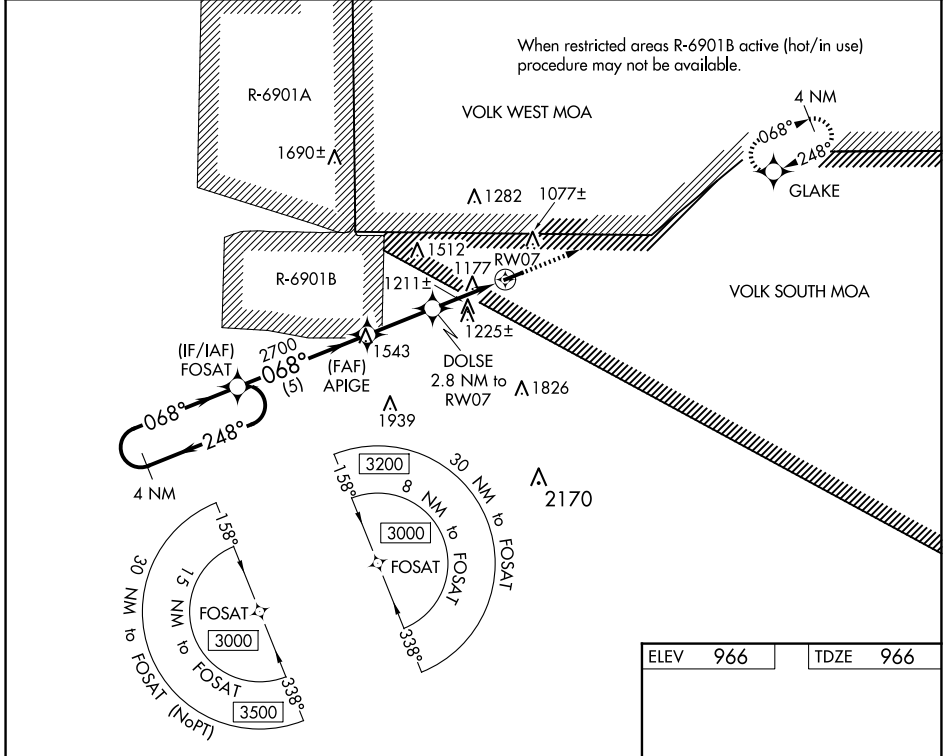 When restricted areas R-6901B active (hot/in use)
procedure may not be available.
R-6901A
VOLK WEST MOA
4 NM
068°
248°
GLAKE
1690±
1282
1077±
1512
RW07
1177
R-6901B
1211±
VOLK SOUTH MOA
1225±
(IF/IAF)
FOSAT
2700
068°
(5)
1543
(FAF)
APIGE
DOLSE
2.8 NM to
RW07
1826
068°
248°
1939
4 NM
2170
158°
3200
30 NM to FOSAT
8 NM to FOSAT
3000
FOSAT
338°
158°
30 NM to FOSAT (NoPT)
15 NM to FOSAT
FOSAT
3000
338°
3500
ELEV 966
TDZE 966